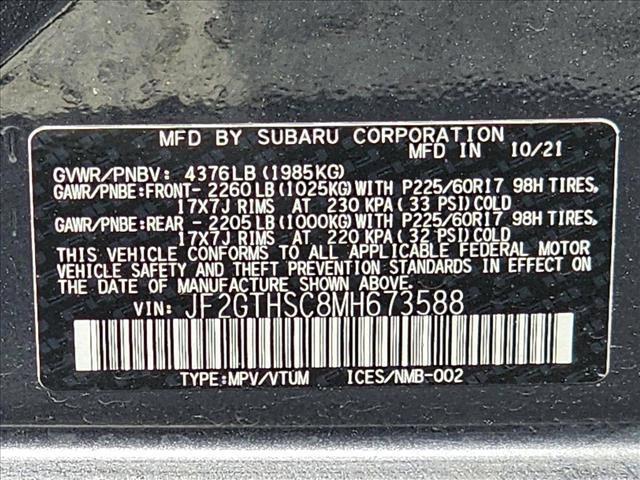 MFD BY SUBARU CORPORATION
MFD IN 10/21
GVWR/PNBV: 4376LB (1985KG)
GAWR/PNBE:FRONT- 2260LB (1025KG) WITH P225/60R17 98H TIRES,
17X7J RIMS AT 230 KPA (33 PSI) COLD
GAWR/PNBE:REAR - 2205LB (1000KG) WITH P225/60R17 98H TIRES,
17X7J RIMS AT 220 KPA (32 PSI) COLD
THIS VEHICLE CONFORMS TO ALL APPLICABLE FEDERAL MOTOR
VEHICLE SAFETY AND THEFT PREVENTION STANDARDS IN EFFECT ON
THE DATE OF MANUFACTURE SHOWN ABOVE.
VIN: JF2GTHSC8MH673588
TYPE:MPV/VTUM ICES/NMB-002